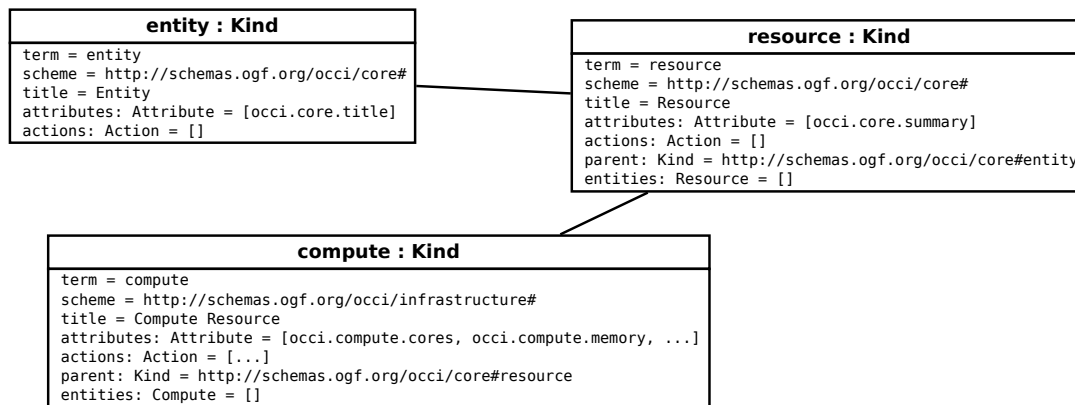 entity : Kind
term = entity
scheme = http://schemas.ogf.org/occi/core#
title = Entity
attributes: Attribute = [occi.core.title]
actions: Action = []
resource : Kind
term = resource
scheme = http://schemas.ogf.org/occi/core#
title = Resource
attributes: Attribute = [occi.core.summary]
actions: Action = []
parent: Kind = http://schemas.ogf.org/occi/core#entity
entities: Resource = []
compute : Kind
term = compute
scheme = http://schemas.ogf.org/occi/infrastructure#
title = Compute Resource
attributes: Attribute = [occi.compute.cores, occi.compute.memory, ...]
actions: Action = [...]
parent: Kind = http://schemas.ogf.org/occi/core#resource
entities: Compute = []